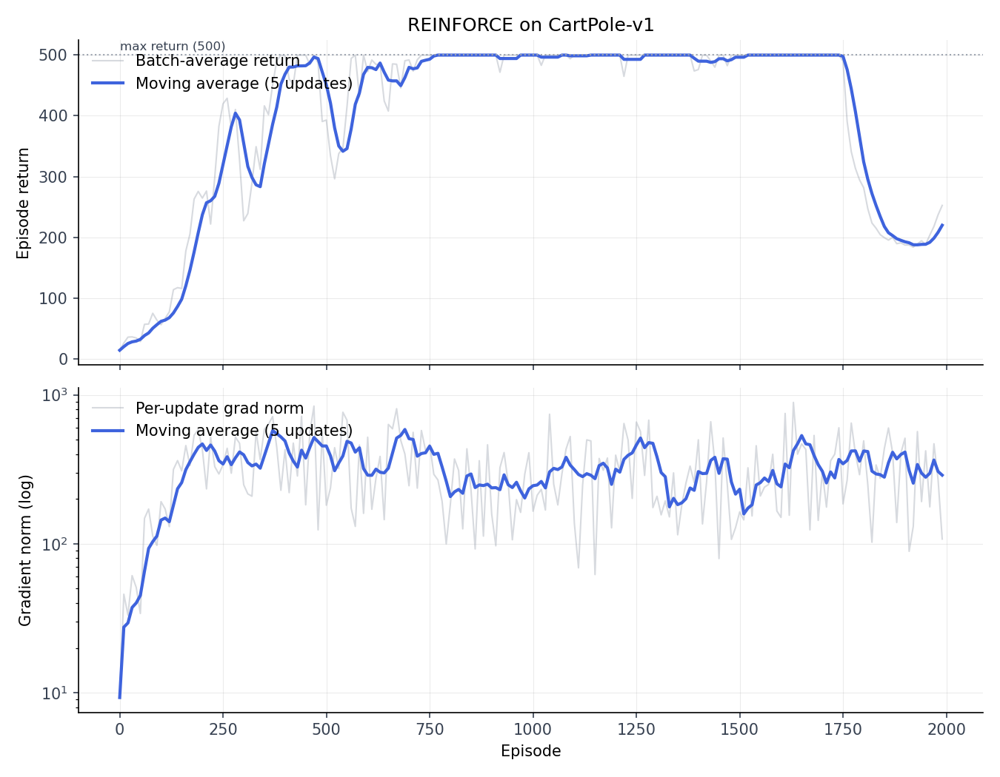 REINFORCE on CartPole-v1
max return (500)
Batch-average return
Moving average (5 updates)
500
400
300
200
100
0
Episode return
Per-update grad norm
Moving average (5 updates)
10³
10²
10¹
Gradient norm (log)
0 250 500 750 1000 1250 1500 1750 2000
Episode